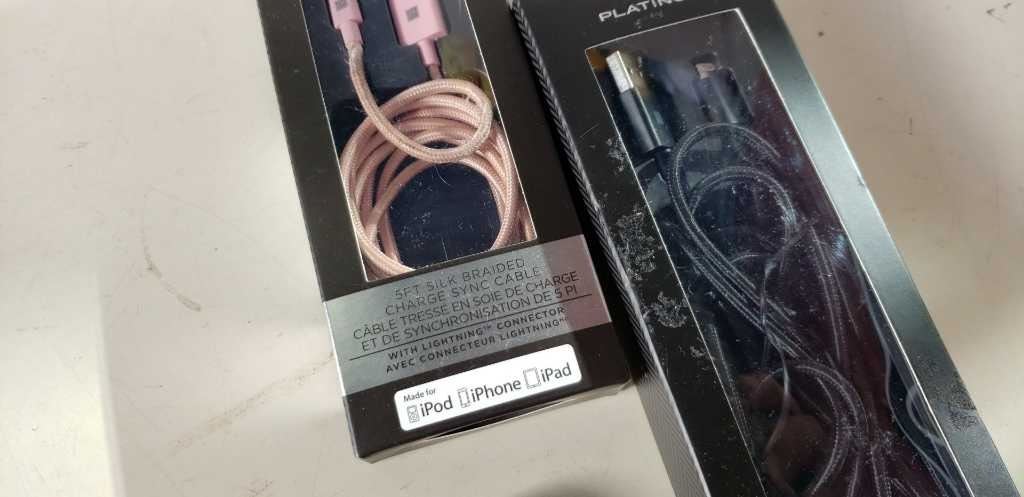 5FT SILK BRAIDED
CHARGE SYNC CABLE
CÂBLE TRESSE EN SOIE DE CHARGE
ET DE SYNCHRONISATION DE 5 PI
WITH LIGHTNING™ CONNECTOR
AVEC CONNECTEUR LIGHTNING™
Made for
iPod iPhone iPad